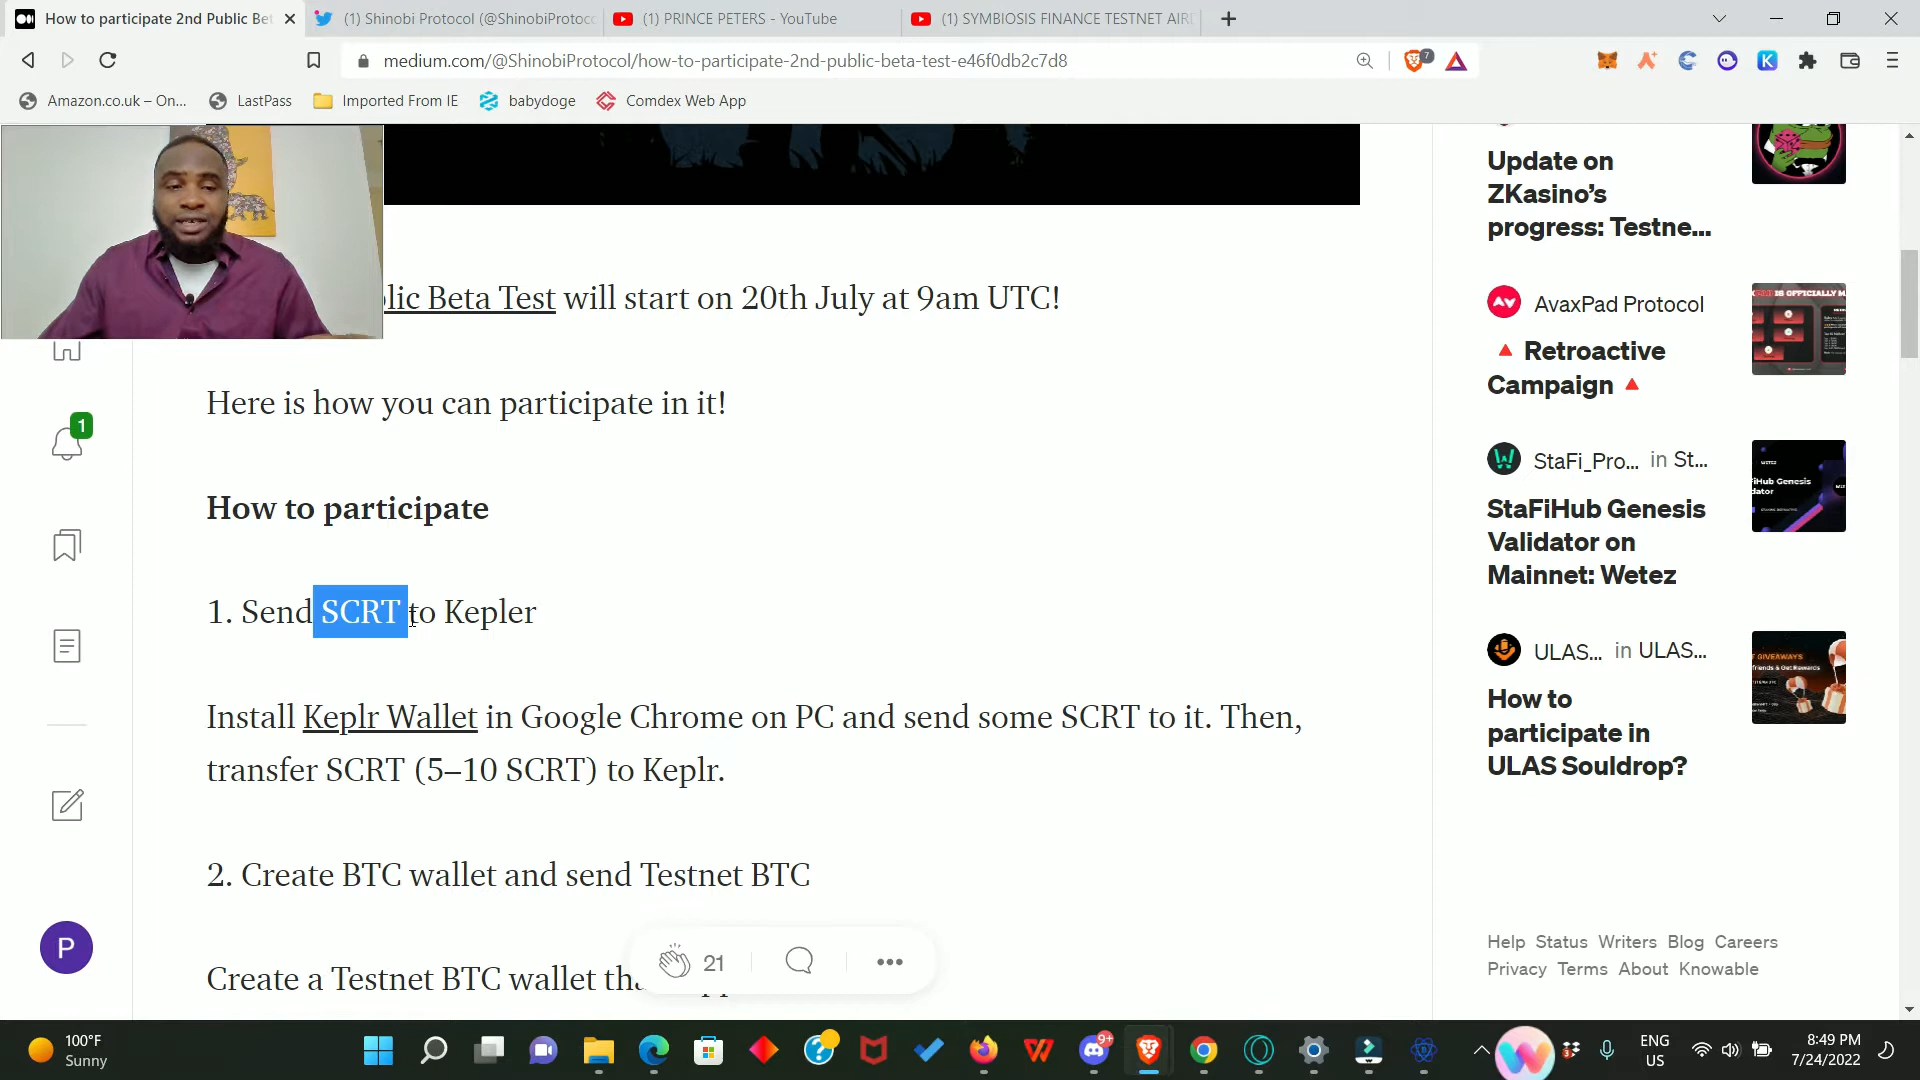 How to participate 2nd Public Be
(1) Shinobi Protocol (@ShinobiProtoc
(1) PRINCE PETERS - YouTube
(1) SYMBIOSIS FINANCE TESTNET AIR
medium.com/@ShinobiProtocol/how-to-participate-2nd-public-beta-test-e46f0db2c7d8
7
Amazon.co.uk – On...
LastPass
Imported From IE
babydoge
Comdex Web App
blic Beta Test will start on 20th July at 9am UTC!
Here is how you can participate in it!
How to participate
1. Send SCRT to Kepler
Install Keplr Wallet in Google Chrome on PC and send some SCRT to it. Then,
transfer SCRT (5–10 SCRT) to Keplr.
2. Create BTC wallet and send Testnet BTC
Create a Testnet BTC wallet
1
P
21
Update on
ZKasino's
progress: Testne...
AvaxPad Protocol
🔺 Retroactive
Campaign 🔺
StaFi_Pro... in St...
StaFiHub Genesis
Validator on
Mainnet: Wetez
ULAS... in ULAS...
How to
participate in
ULAS Souldrop?
Help Status Writers Blog Careers
Privacy Terms About Knowable
100°F
Sunny
9+
ENG
US
8:49 PM
7/24/2022